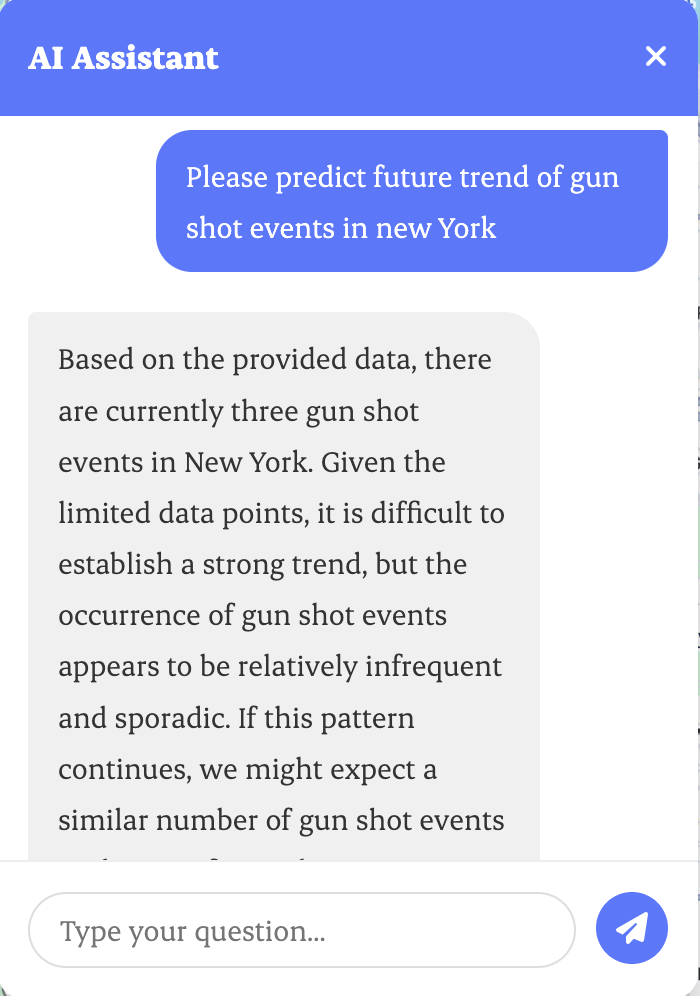 AI Assistant
Please predict future trend of gun
shot events in new York
Based on the provided data, there
are currently three gun shot
events in New York. Given the
limited data points, it is difficult to
establish a strong trend, but the
occurrence of gun shot events
appears to be relatively infrequent
and sporadic. If this pattern
continues, we might expect a
similar number of gun shot events
Type your question...